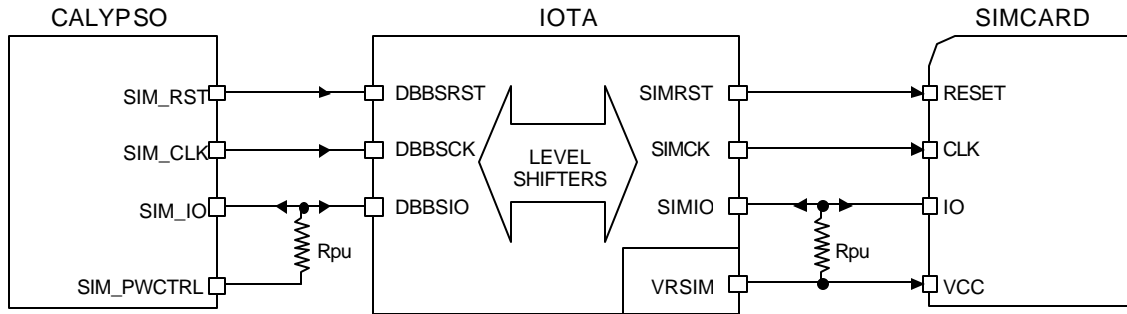 CALYPSO
IOTA
SIMCARD
SIM_RST
DBBSRST
SIMRST
RESET
SIM_CLK
DBBSCK
LEVEL
SHIFTERS
SIMCK
CLK
SIM_IO
DBBSIO
SIMIO
IO
Rpu
Rpu
SIM_PWCTRL
VRSIM
VCC